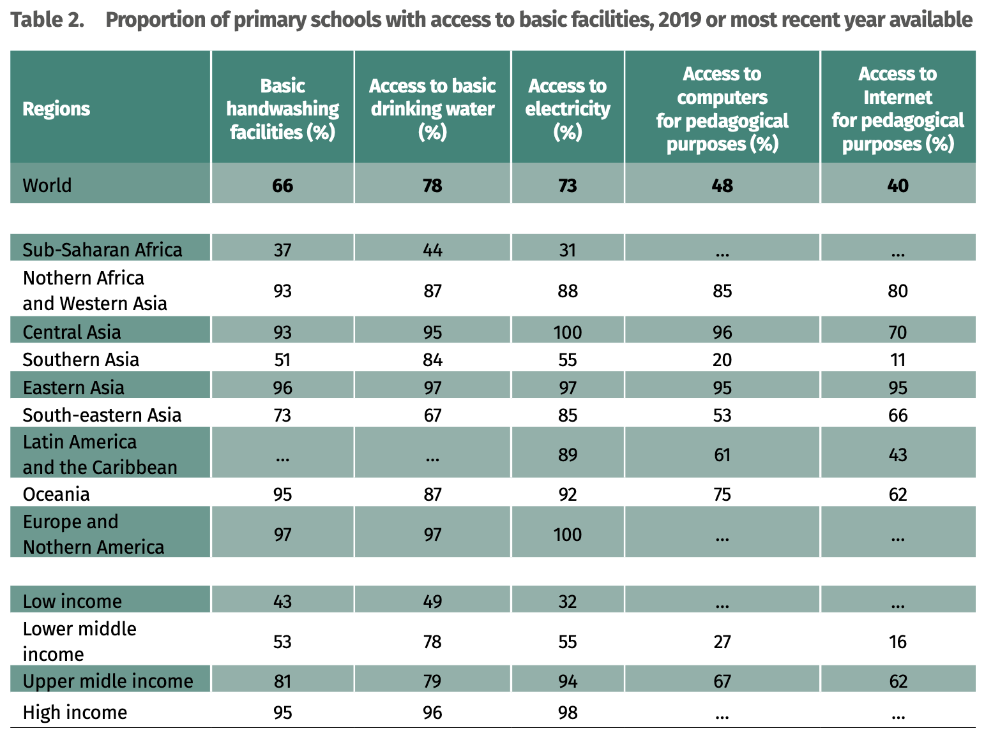 Table 2. Proportion of primary schools with access to basic facilities, 2019 or most recent year available
Regions
Basic
handwashing
facilities (%)
Access to basic
drinking water
(%)
Access to
electricity
(%)
Access to
computers
for pedagogical
purposes (%)
Access to
Internet
for pedagogical
purposes (%)
World 66 78 73 48 40
Sub-Saharan Africa 37 44 31 ... ...
Nothern Africa
and Western Asia 93 87 88 85 80
Central Asia 93 95 100 96 70
Southern Asia 51 84 55 20 11
Eastern Asia 96 97 97 95 95
South-eastern Asia 73 67 85 53 66
Latin America
and the Caribbean ... ... 89 61 43
Oceania 95 87 92 75 62
Europe and
Nothern America 97 97 100 ... ...
Low income 43 49 32 ... ...
Lower middle
income 53 78 55 27 16
Upper midle income 81 79 94 67 62
High income 95 96 98 ... ...